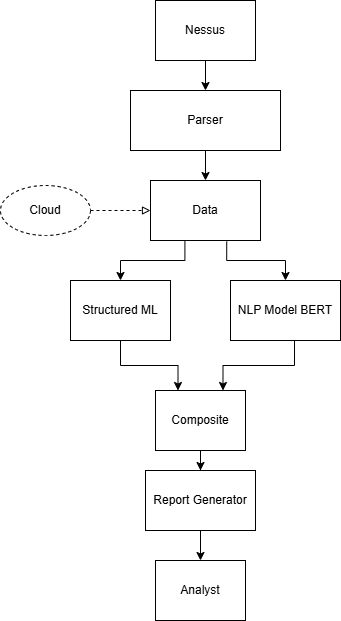 Nessus
Parser
Cloud
Data
Structured ML
NLP Model BERT
Composite
Report Generator
Analyst